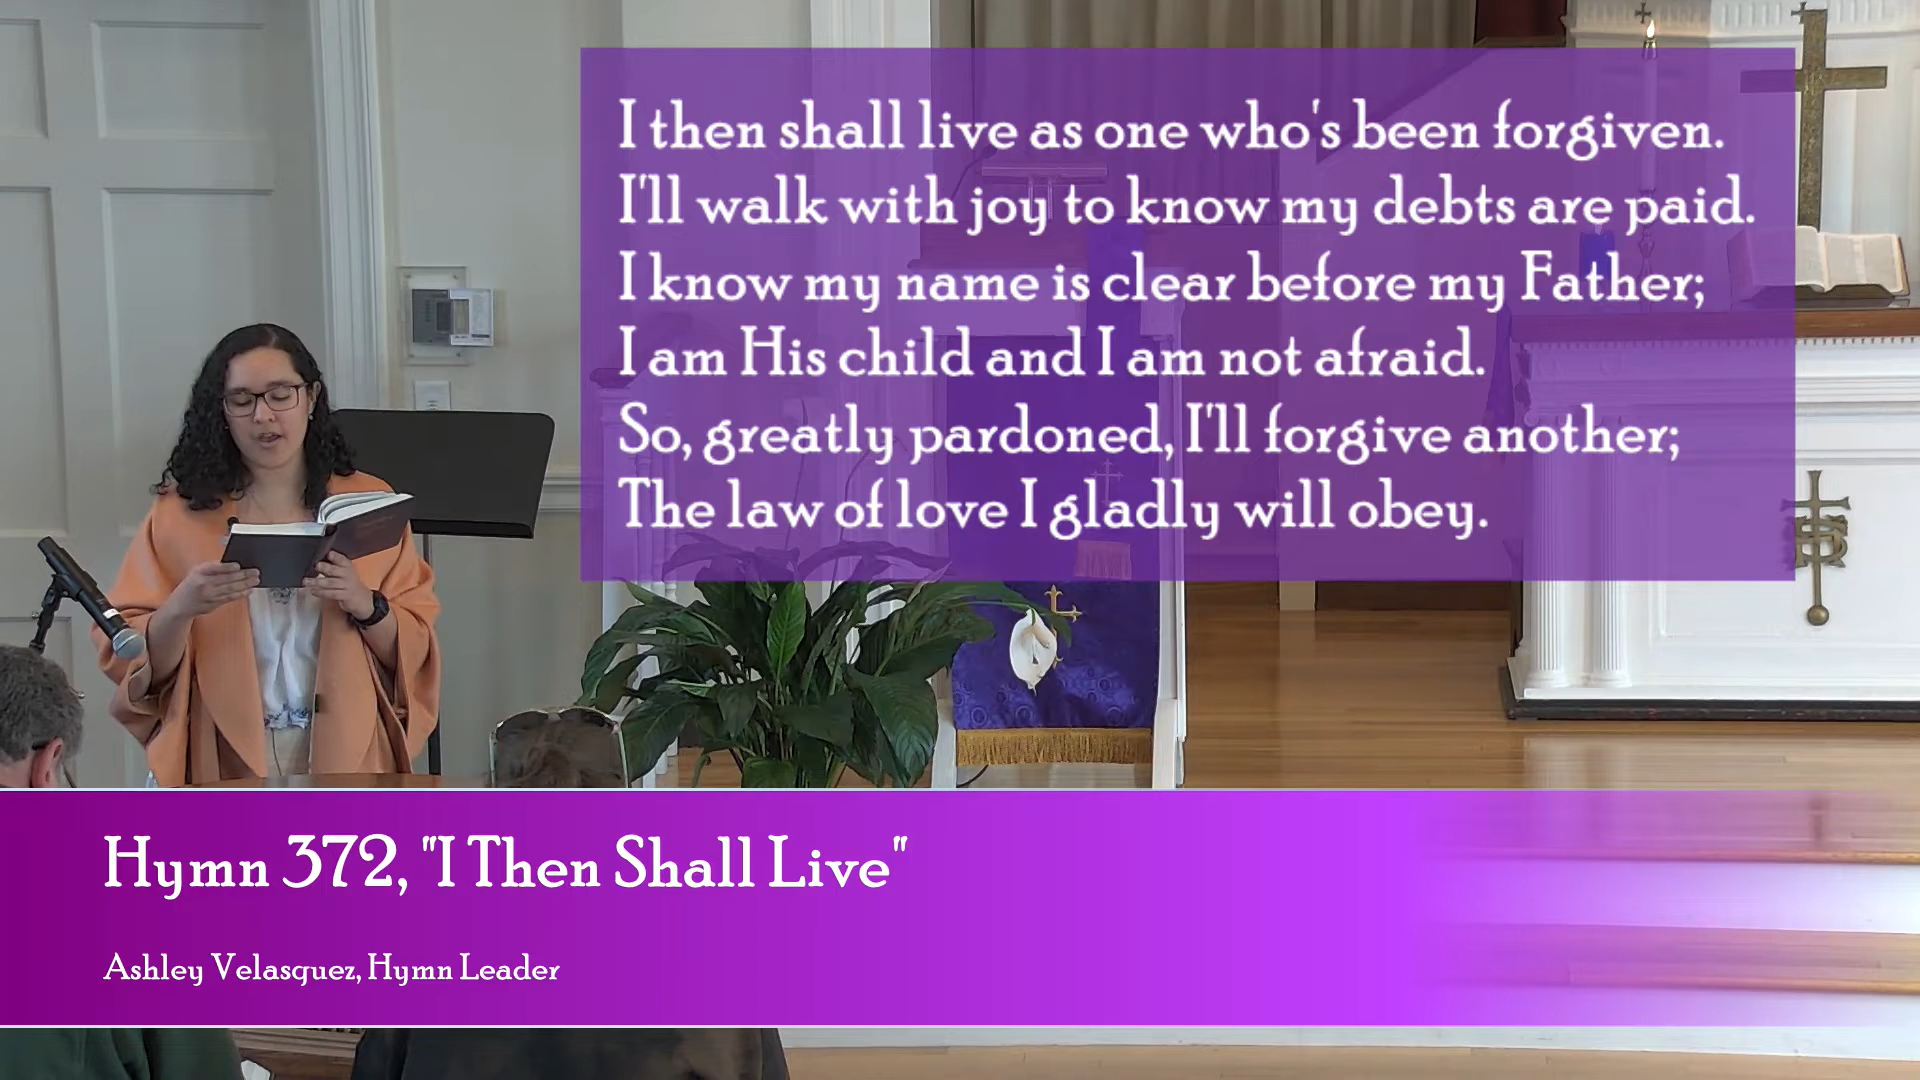 I then shall live as one who's been forgiven.
I'll walk with joy to know my debts are paid.
I know my name is clear before my Father;
I am His child and I am not afraid.
So, greatly pardoned, I'll forgive another;
The law of love I gladly will obey.
Hymn 372, "I Then Shall Live"
Ashley Velasquez, Hymn Leader